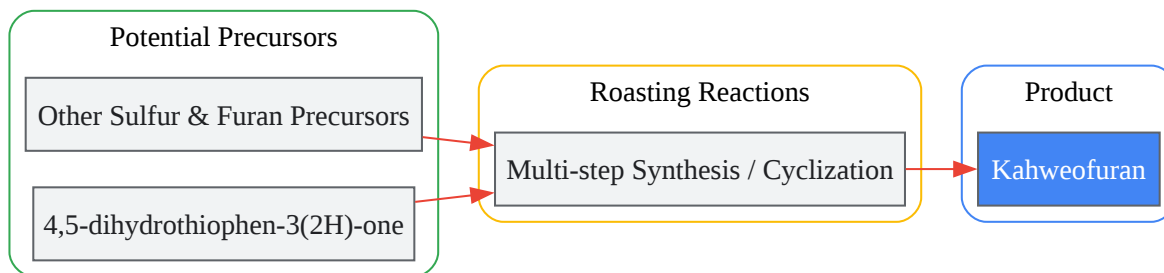 Potential Precursors
Other Sulfur & Furan Precursors
4,5-dihydrothiophen-3(2H)-one
Roasting Reactions
Multi-step Synthesis / Cyclization
Product
Kahweofuran